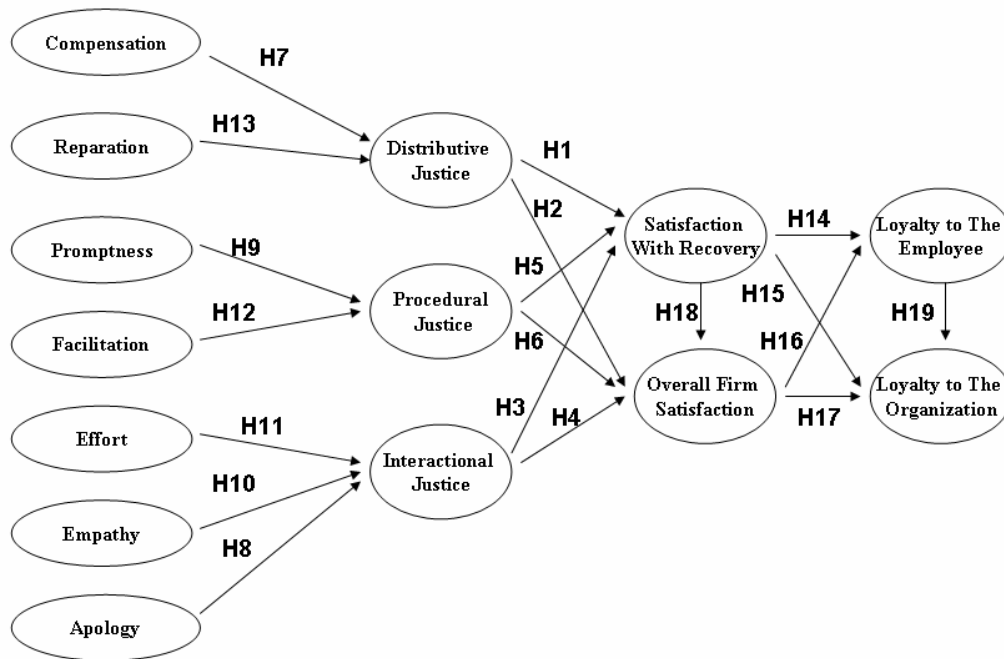 Compensation
H7
Reparation
H13
Distributive
Justice
H1
H2
Promptness
H9
Facilitation
H12
Procedural
Justice
H5
H6
Effort
H11
Empathy
H10
Apology
H8
Interactional
Justice
H3
H4
Satisfaction
With Recovery
H14
H15
H18
Overall Firm
Satisfaction
H16
H17
Loyalty to The
Employee
H19
Loyalty to The
Organization